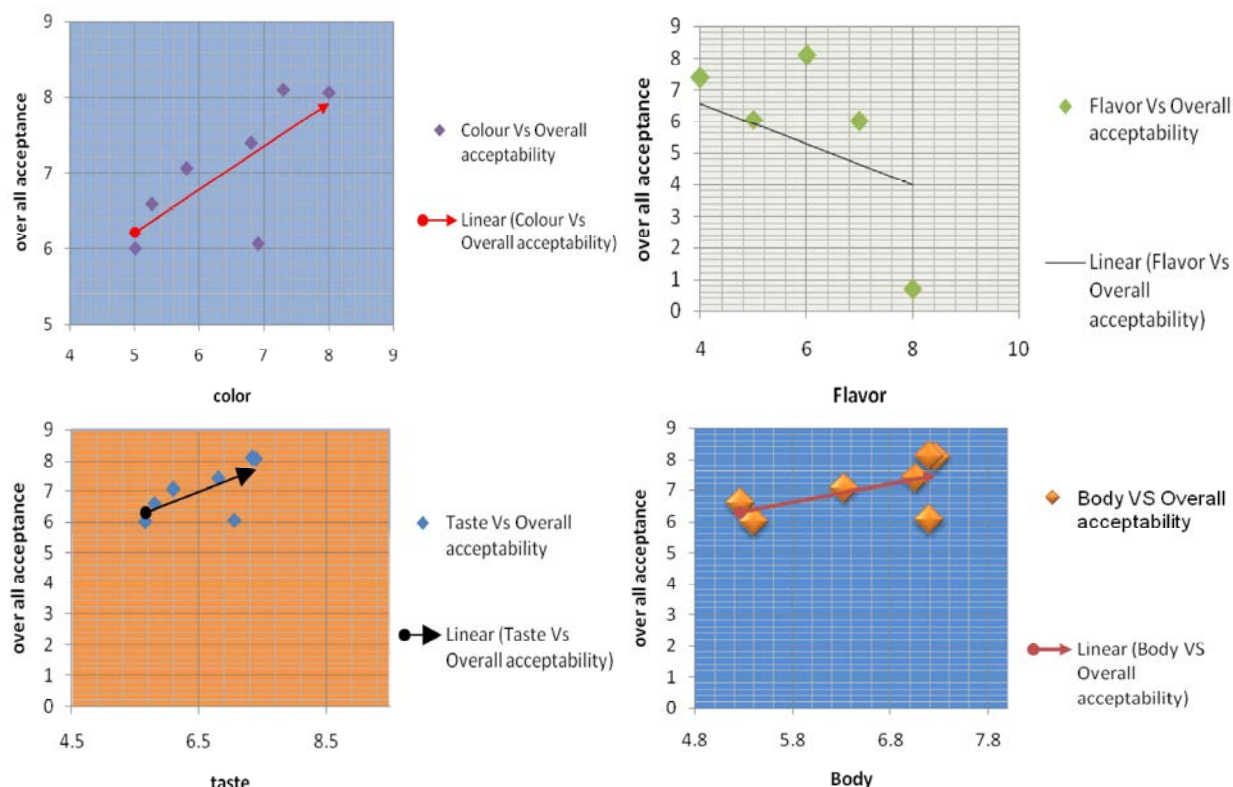 9
8
7
6
5
4
5
6
7
8
9
over all acceptance
color
Colour Vs Overall
acceptability
Linear (Colour Vs
Overall acceptability)
9
8
7
6
5
4
3
2
1
0
4
6
8
10
over all acceptance
Flavor
Flavor Vs Overall
acceptability
Linear (Flavor Vs
Overall
acceptability)
9
8
7
6
5
4
3
2
1
0
4.5
6.5
8.5
over all acceptance
taste
Taste Vs Overall
acceptability
Linear (Taste Vs
Overall acceptability)
9
8
7
6
5
4
3
2
1
0
4.8
5.8
6.8
7.8
over all acceptance
Body
Body VS Overall
acceptability
Linear (Body VS
Overall
acceptability)